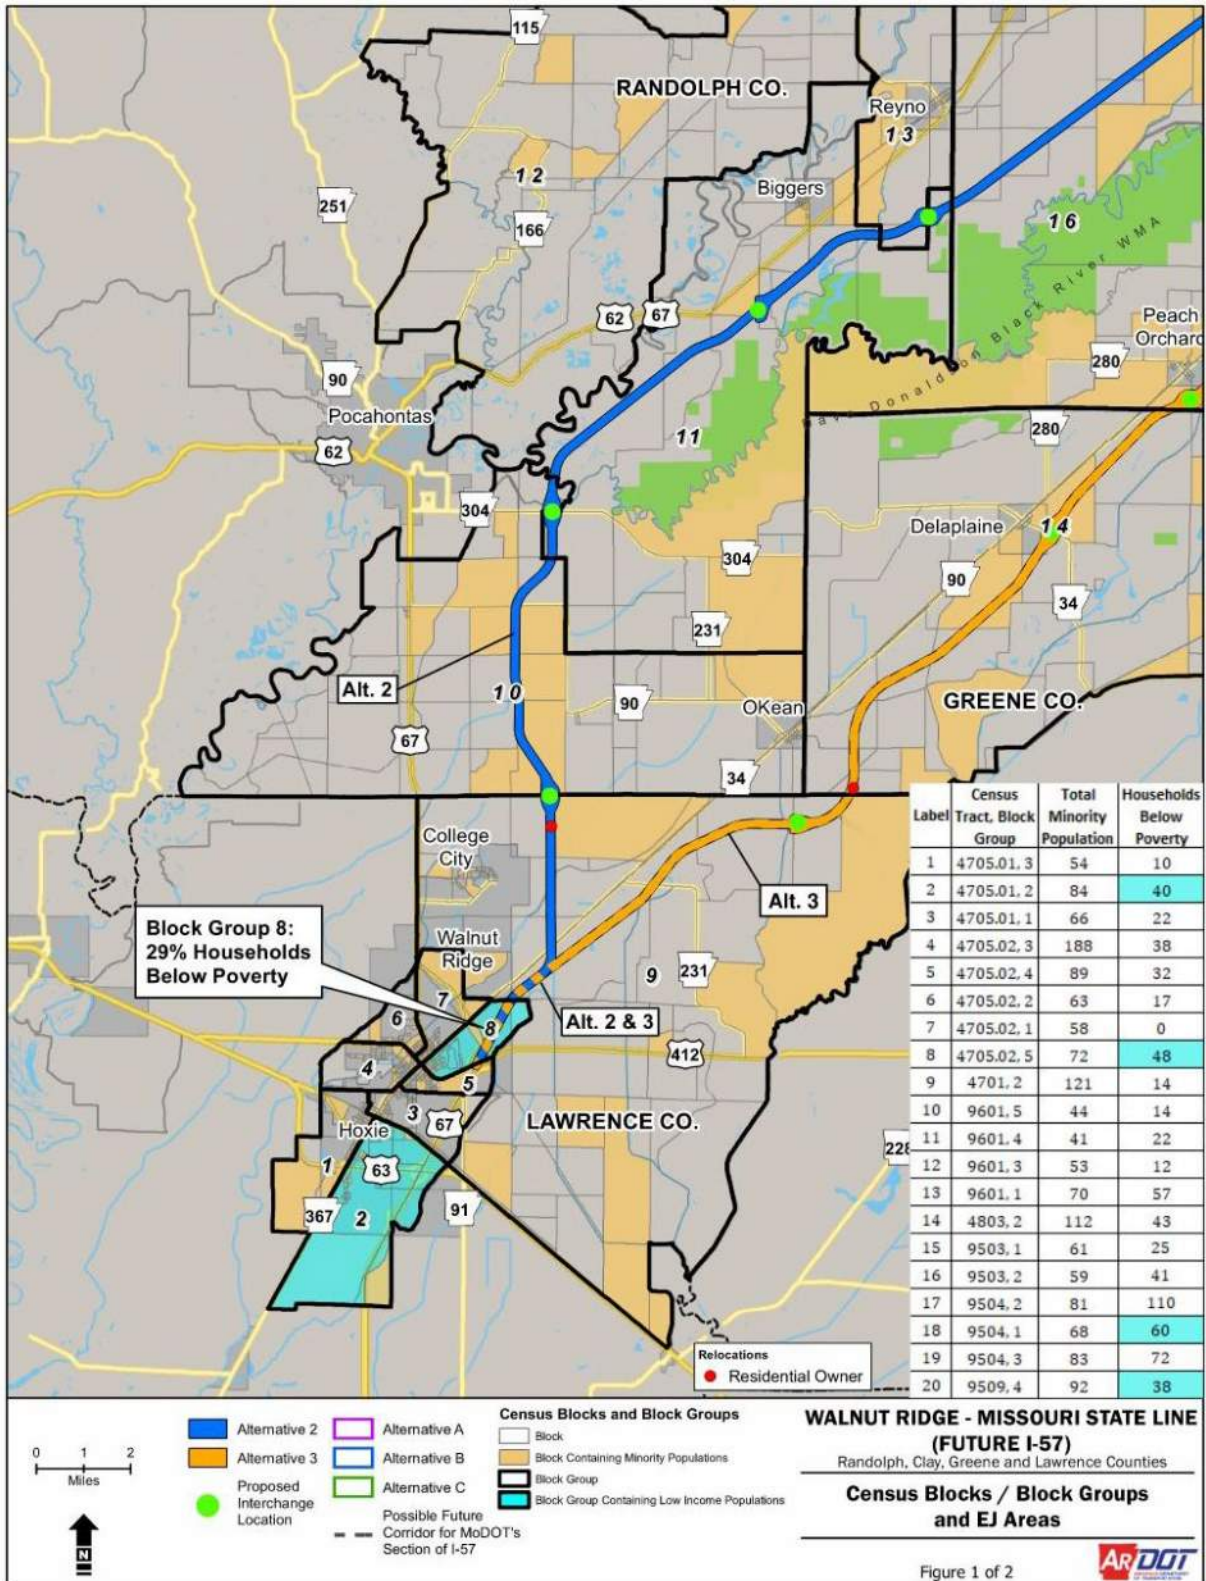 115
RANDOLPH CO.
Reyno
13
12
Biggers
251
166
16
Dave Donaldson Black River WMA
62
67
Peach
Orchard
280
90
Pocahontas
11
280
62
304
Delaplaine
14
304
90
34
231
Alt. 2
10
90
OKean
GREENE CO.
67
34
College
City
Alt. 3
Block Group 8:
29% Households
Below Poverty
Walnut
Ridge
9
231
7
6
8
Alt. 2 & 3
412
4
5
3
67
LAWRENCE CO.
Hoxie
228
1
63
367
2
91
Label Census Tract, Block Group Total Minority Population Households Below Poverty
1 4705.01, 3 54 10
2 4705.01, 2 84 40
3 4705.01, 1 66 22
4 4705.02, 3 188 38
5 4705.02, 4 89 32
6 4705.02, 2 63 17
7 4705.02, 1 58 0
8 4705.02, 5 72 48
9 4701, 2 121 14
10 9601, 5 44 14
11 9601, 4 41 22
12 9601, 3 53 12
13 9601, 1 70 57
14 4803, 2 112 43
15 9503, 1 61 25
16 9503, 2 59 41
17 9504, 2 81 110
18 9504, 1 68 60
19 9504, 3 83 72
20 9509, 4 92 38
Relocations
Residential Owner
0 1 2
Miles
N
Alternative 2
Alternative 3
Proposed
Interchange
Location
Alternative A
Alternative B
Alternative C
Possible Future
Corridor for MoDOT's
Section of I-57
Census Blocks and Block Groups
Block
Block Containing Minority Populations
Block Group
Block Group Containing Low Income Populations
WALNUT RIDGE - MISSOURI STATE LINE
(FUTURE I-57)
Randolph, Clay, Greene and Lawrence Counties
Census Blocks / Block Groups
and EJ Areas
Figure 1 of 2
ARDOT